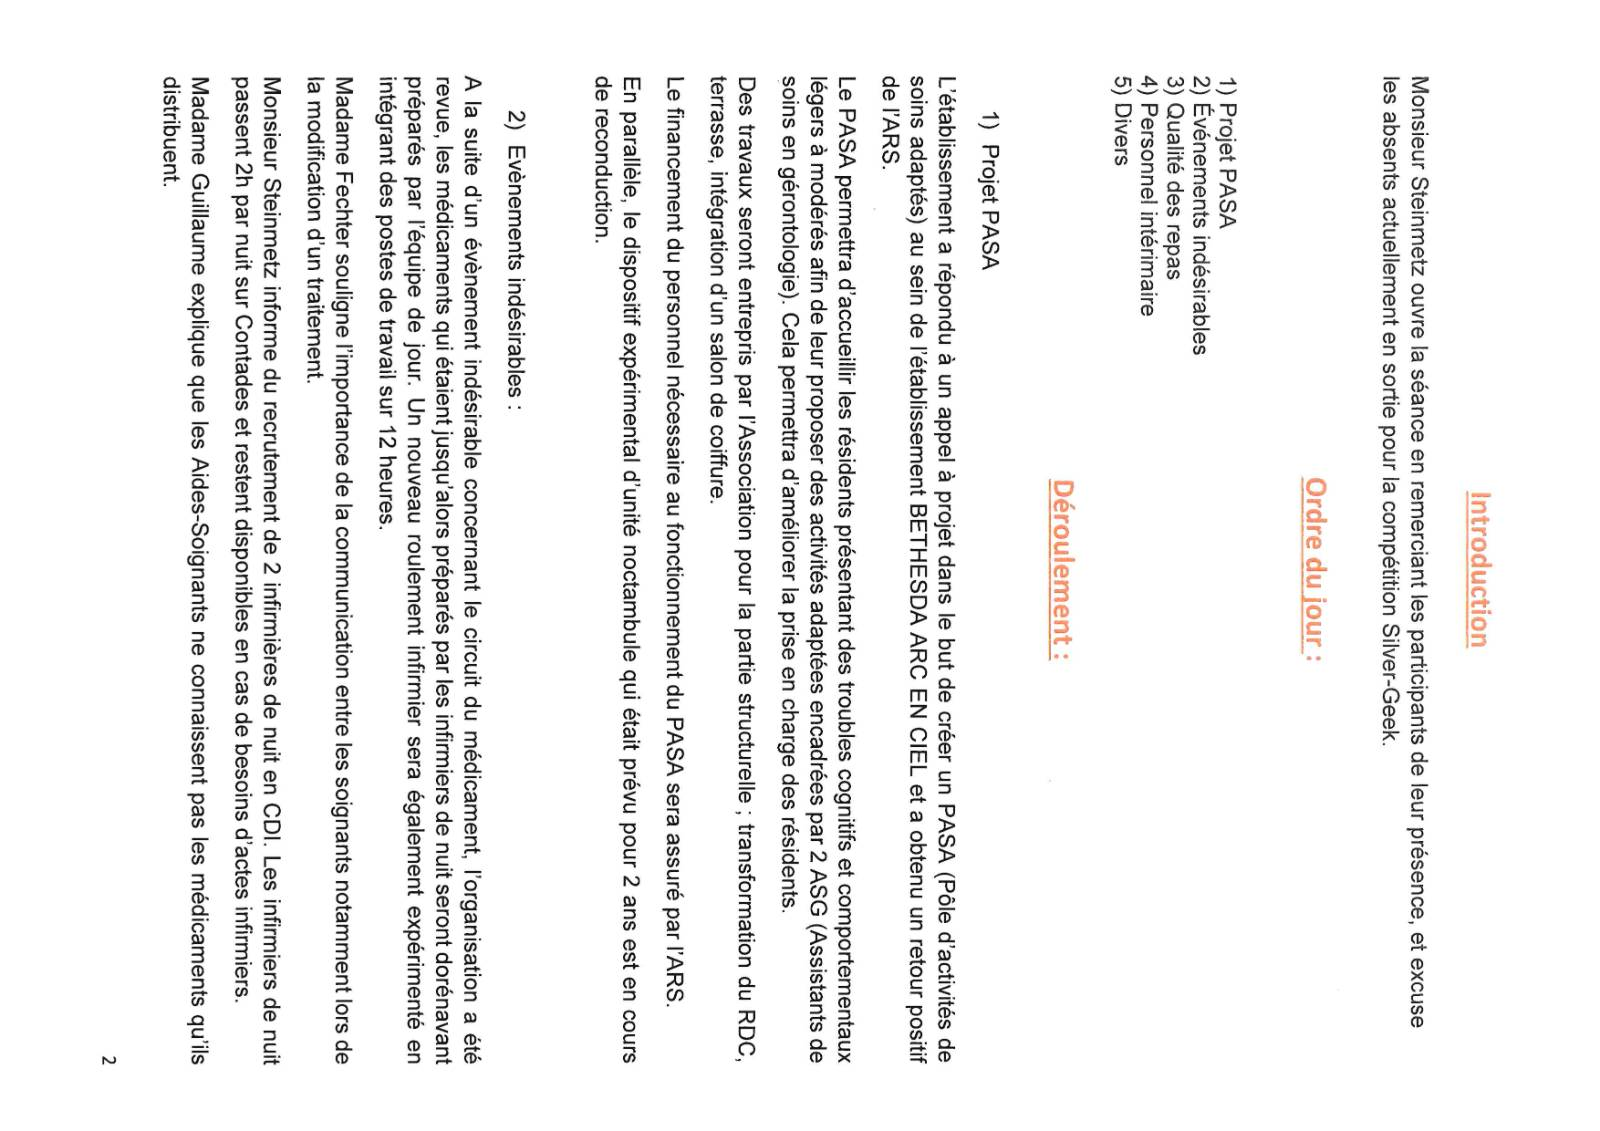 Introduction
Monsieur Steinmetz ouvre la séance en remerciant les participants de leur présence, et excuse
les absents actuellement en sortie pour la compétition Silver-Geek.
Ordre du jour :
1) Projet PASA
2) Événements indésirables
3) Qualité des repas
4) Personnel intérimaire
5) Divers
Déroulement :
1) Projet PASA
L'établissement a répondu à un appel à projet dans le but de créer un PASA (Pôle d'activités de
soins adaptés) au sein de l'établissement BETHESDA ARC EN CIEL et a obtenu un retour positif
de l'ARS.
Le PASA permettra d'accueillir les résidents présentant des troubles cognitifs et comportementaux
légers à modérés afin de leur proposer des activités adaptées encadrées par 2 ASG (Assistants de
soins en gérontologie). Cela permettra d'améliorer la prise en charge des résidents.
Des travaux seront entrepris par l'Association pour la partie structurelle ; transformation du RDC,
terrasse, intégration d'un salon de coiffure.
Le financement du personnel nécessaire au fonctionnement du PASA sera assuré par l'ARS.
En parallèle, le dispositif expérimental d'unité noctambule qui était prévu pour 2 ans est en cours
de reconduction.
2) Evènements indésirables :
A la suite d'un évènement indésirable concernant le circuit du médicament, l'organisation a été
revue, les médicaments qui étaient jusqu'alors préparés par les infirmiers de nuit seront dorénavant
préparés par l'équipe de jour. Un nouveau roulement infirmier sera également expérimenté en
intégrant des postes de travail sur 12 heures.
Madame Fechter souligne l'importance de la communication entre les soignants notamment lors de
la modification d'un traitement.
Monsieur Steinmetz informe du recrutement de 2 infirmières de nuit en CDI. Les infirmiers de nuit
passent 2h par nuit sur Contades et restent disponibles en cas de besoins d'actes infirmiers.
Madame Guillaume explique que les Aides-Soignants ne connaissent pas les médicaments qu'ils
distribuent.
2